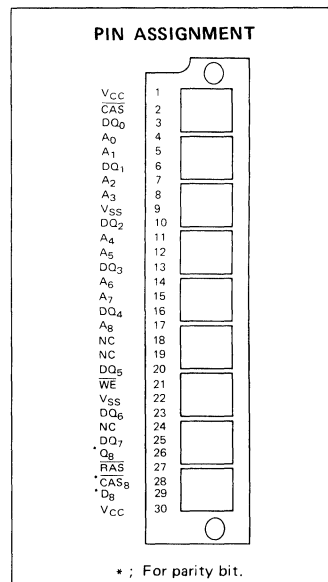 PIN ASSIGNMENT
VCC 1
CAS 2
DQ0 3
A0 4
A1 5
DQ1 6
A2 7
A3 8
VSS 9
DQ2 10
A4 11
A5 12
DQ3 13
A6 14
A7 15
DQ4 16
A8 17
NC 18
NC 19
DQ5 20
WE 21
VSS 22
DQ6 23
NC 24
DQ7 25
*Q8 26
RAS 27
*CAS8 28
*D8 29
VCC 30
* ; For parity bit.